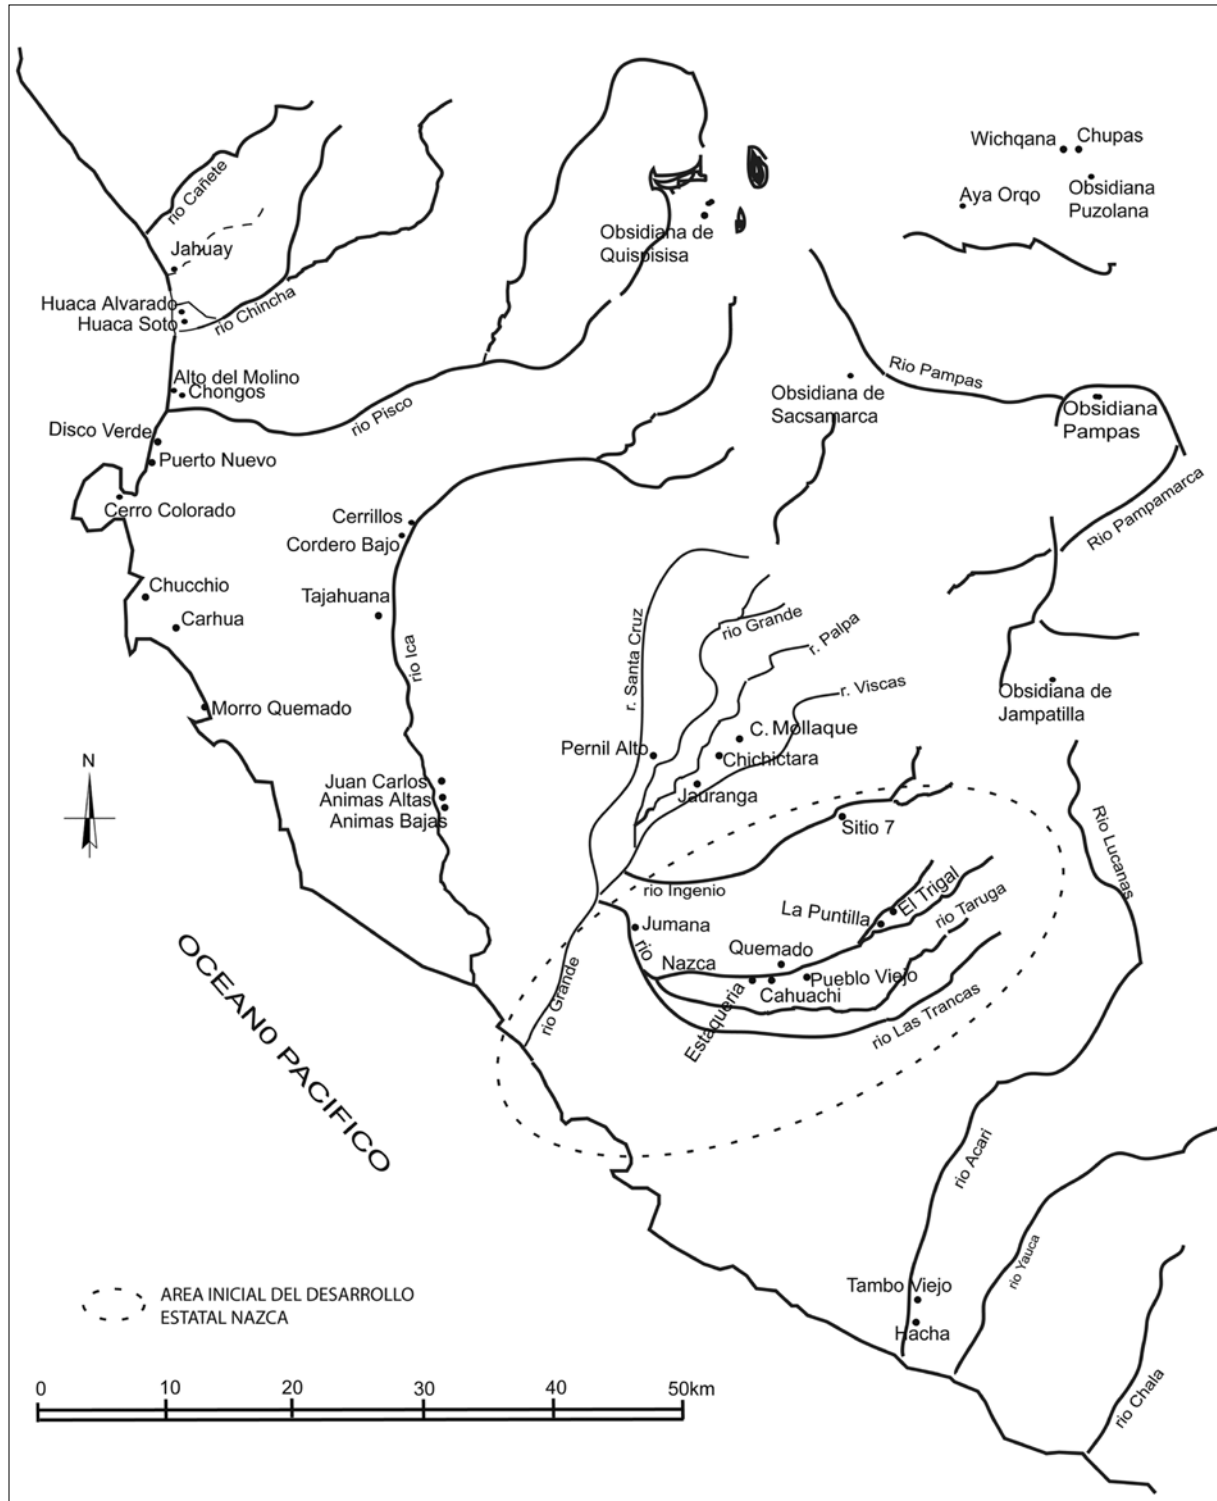 Wichqana
Chupas
rio Cañete
Aya Orqo
Obsidiana
Puzolana
Jahuay
Obsidiana de
Quispisisa
Huaca Alvarado
Huaca Soto
rio Chincha
Rio Pampas
Alto del Molino
Chongos
Obsidiana de
Sacsamarca
Obsidiana
Pampas
rio Pisco
Disco Verde
Puerto Nuevo
Cerro Colorado
Rio Pampamarca
Cerrillos
Cordero Bajo
Chucchio
Tajahuana
Carhua
rio Ica
r. Santa Cruz
rio Grande
r. Palpa
r. Viscas
Obsidiana de
Jampatilla
Morro Quemado
C. Mollaque
Pernil Alto
Chichictara
N
Juan Carlos
Animas Altas
Animas Bajas
Jauranga
Sitio 7
Rio Lucanas
rio Ingenio
El Trigal
La Puntilla
rio Taruga
Jumana
rio
Nazca
Quemado
Pueblo Viejo
Cahuachi
Estaqueria
rio Grande
rio Las Trancas
OCEAN0 PACIFICO
rio Acari
rio Yauca
Tambo Viejo
Hacha
rio Chala
AREA INICIAL DEL DESARROLLO
ESTATAL NAZCA
0 10 20 30 40 50km